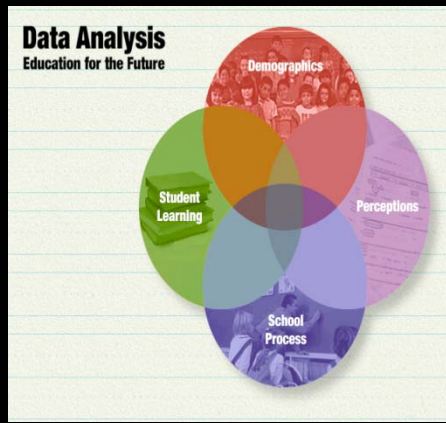 Data Analysis
Education for the Future
Demographics
Student
Learning
Perceptions
School
Process